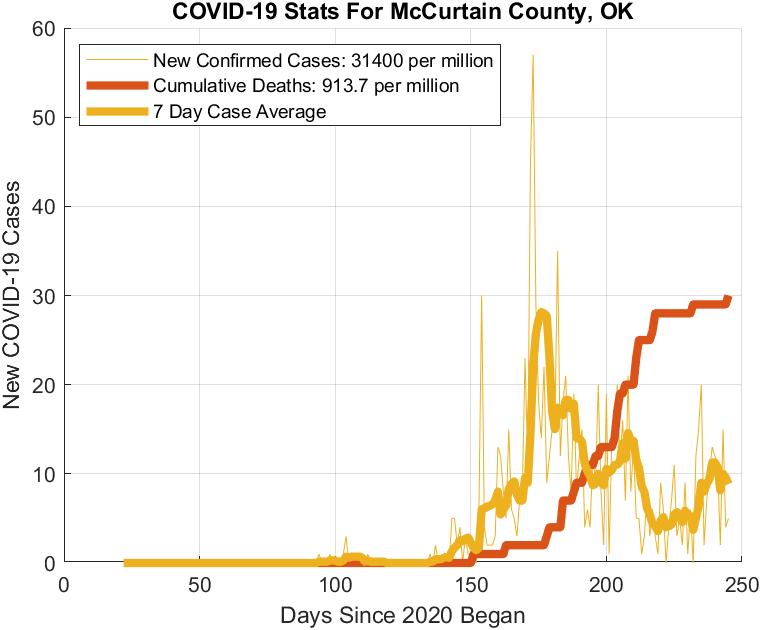 COVID-19 Stats For McCurtain County, OK
New Confirmed Cases: 31400 per million
Cumulative Deaths: 913.7 per million
7 Day Case Average
New COVID-19 Cases
60
50
40
30
20
10
0
0 50 100 150 200 250
Days Since 2020 Began